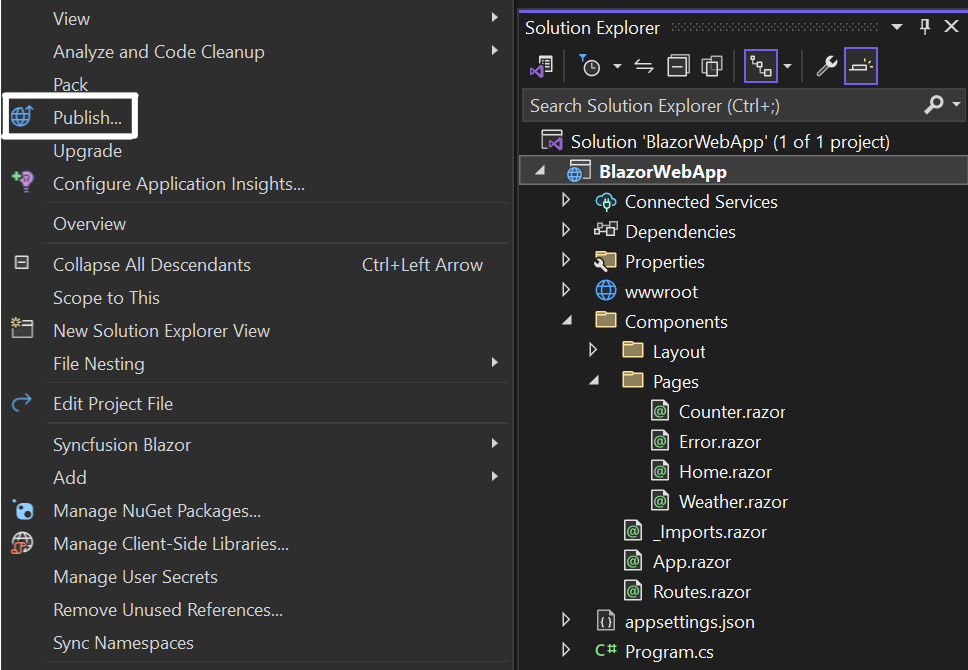 View
Analyze and Code Cleanup
Pack
Publish...
Upgrade
Configure Application Insights...
Overview
Collapse All Descendants Ctrl+Left Arrow
Scope to This
New Solution Explorer View
File Nesting
Edit Project File
Syncfusion Blazor
Add
Manage NuGet Packages...
Manage Client-Side Libraries...
Manage User Secrets
Remove Unused References...
Sync Namespaces
Solution Explorer
Search Solution Explorer (Ctrl+;)
Solution 'BlazorWebApp' (1 of 1 project)
BlazorWebApp
Connected Services
Dependencies
Properties
wwwroot
Components
Layout
Pages
Counter.razor
Error.razor
Home.razor
Weather.razor
_Imports.razor
App.razor
Routes.razor
appsettings.json
C# Program.cs